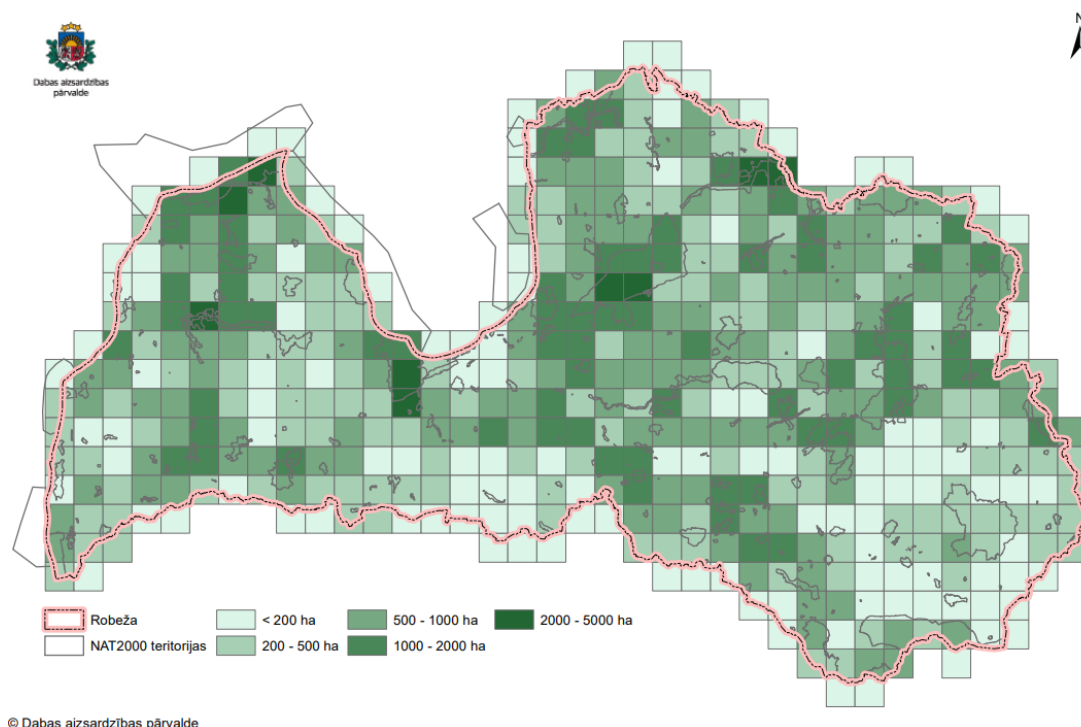 N
Dabas aizsardzības
pārvalde
Robeža
NAT2000 teritorijas
< 200 ha
200 - 500 ha
500 - 1000 ha
1000 - 2000 ha
2000 - 5000 ha
© Dabas aizsardzības pārvalde